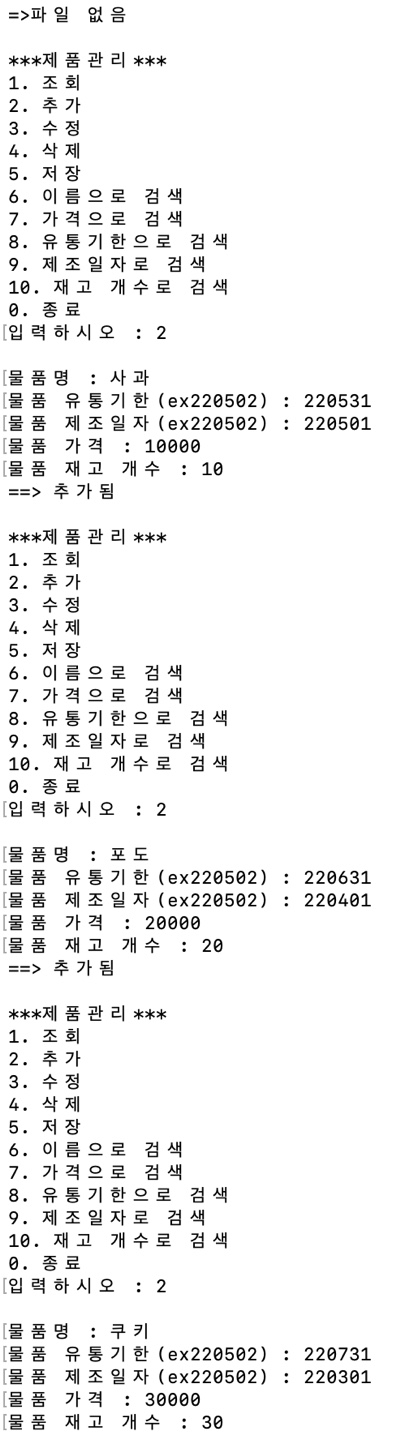 =>파일 없음
***제품관리***
1. 조회
2. 추가
3. 수정
4. 삭제
5. 저장
6. 이름으로 검색
7. 가격으로 검색
8. 유통기한으로 검색
9. 제조일자로 검색
10. 재고 개수로 검색
0. 종료
[입력하시오 : 2
[물품명 : 사과
[물품 유통기한(ex220502) : 220531
[물품 제조일자(ex220502) : 220501
[물품 가격 : 10000
[물품 재고 개수 : 10
==> 추가됨
***제품관리***
1. 조회
2. 추가
3. 수정
4. 삭제
5. 저장
6. 이름으로 검색
7. 가격으로 검색
8. 유통기한으로 검색
9. 제조일자로 검색
10. 재고 개수로 검색
0. 종료
[입력하시오 : 2
[물품명 : 포도
[물품 유통기한(ex220502) : 220631
[물품 제조일자(ex220502) : 220401
[물품 가격 : 20000
[물품 재고 개수 : 20
==> 추가됨
***제품관리***
1. 조회
2. 추가
3. 수정
4. 삭제
5. 저장
6. 이름으로 검색
7. 가격으로 검색
8. 유통기한으로 검색
9. 제조일자로 검색
10. 재고 개수로 검색
0. 종료
[입력하시오 : 2
[물품명 : 쿠키
[물품 유통기한(ex220502) : 220731
[물품 제조일자(ex220502) : 220301
[물품 가격 : 30000
[물품 재고 개수 : 30